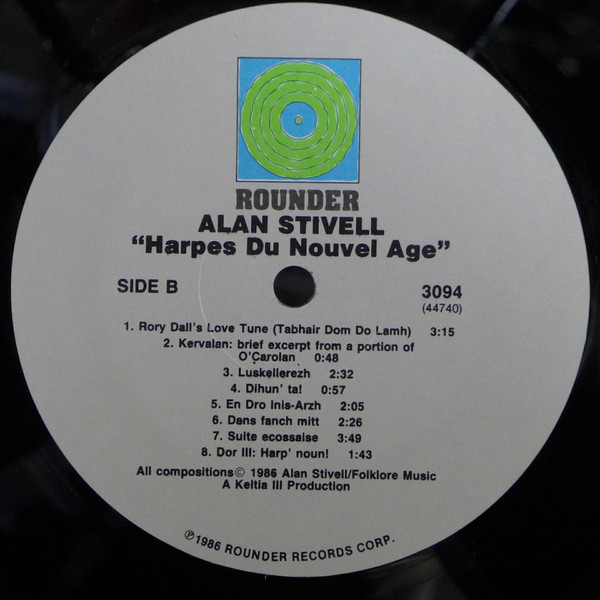 ROUNDER
ALAN STIVELL
“Harpes Du Nouvel Age”
SIDE B
3094
(44740)
1. Rory Dall's Love Tune (Tabhair Dom Do Lamh) 3:15
2. Kervalan: brief excerpt from a portion of
O'Carolan 0:48
3. Luskellerezh 2:32
4. Dihun' ta! 0:57
5. En Dro Inis-Arzh 2:05
6. Dans fanch mitt 2:26
7. Suite ecossaise 3:49
8. Dor III: Harp' noun! 1:43
All compositions © 1986 Alan Stivell/Folklore Music
A Keltia III Production
℗1986 ROUNDER RECORDS CORP.